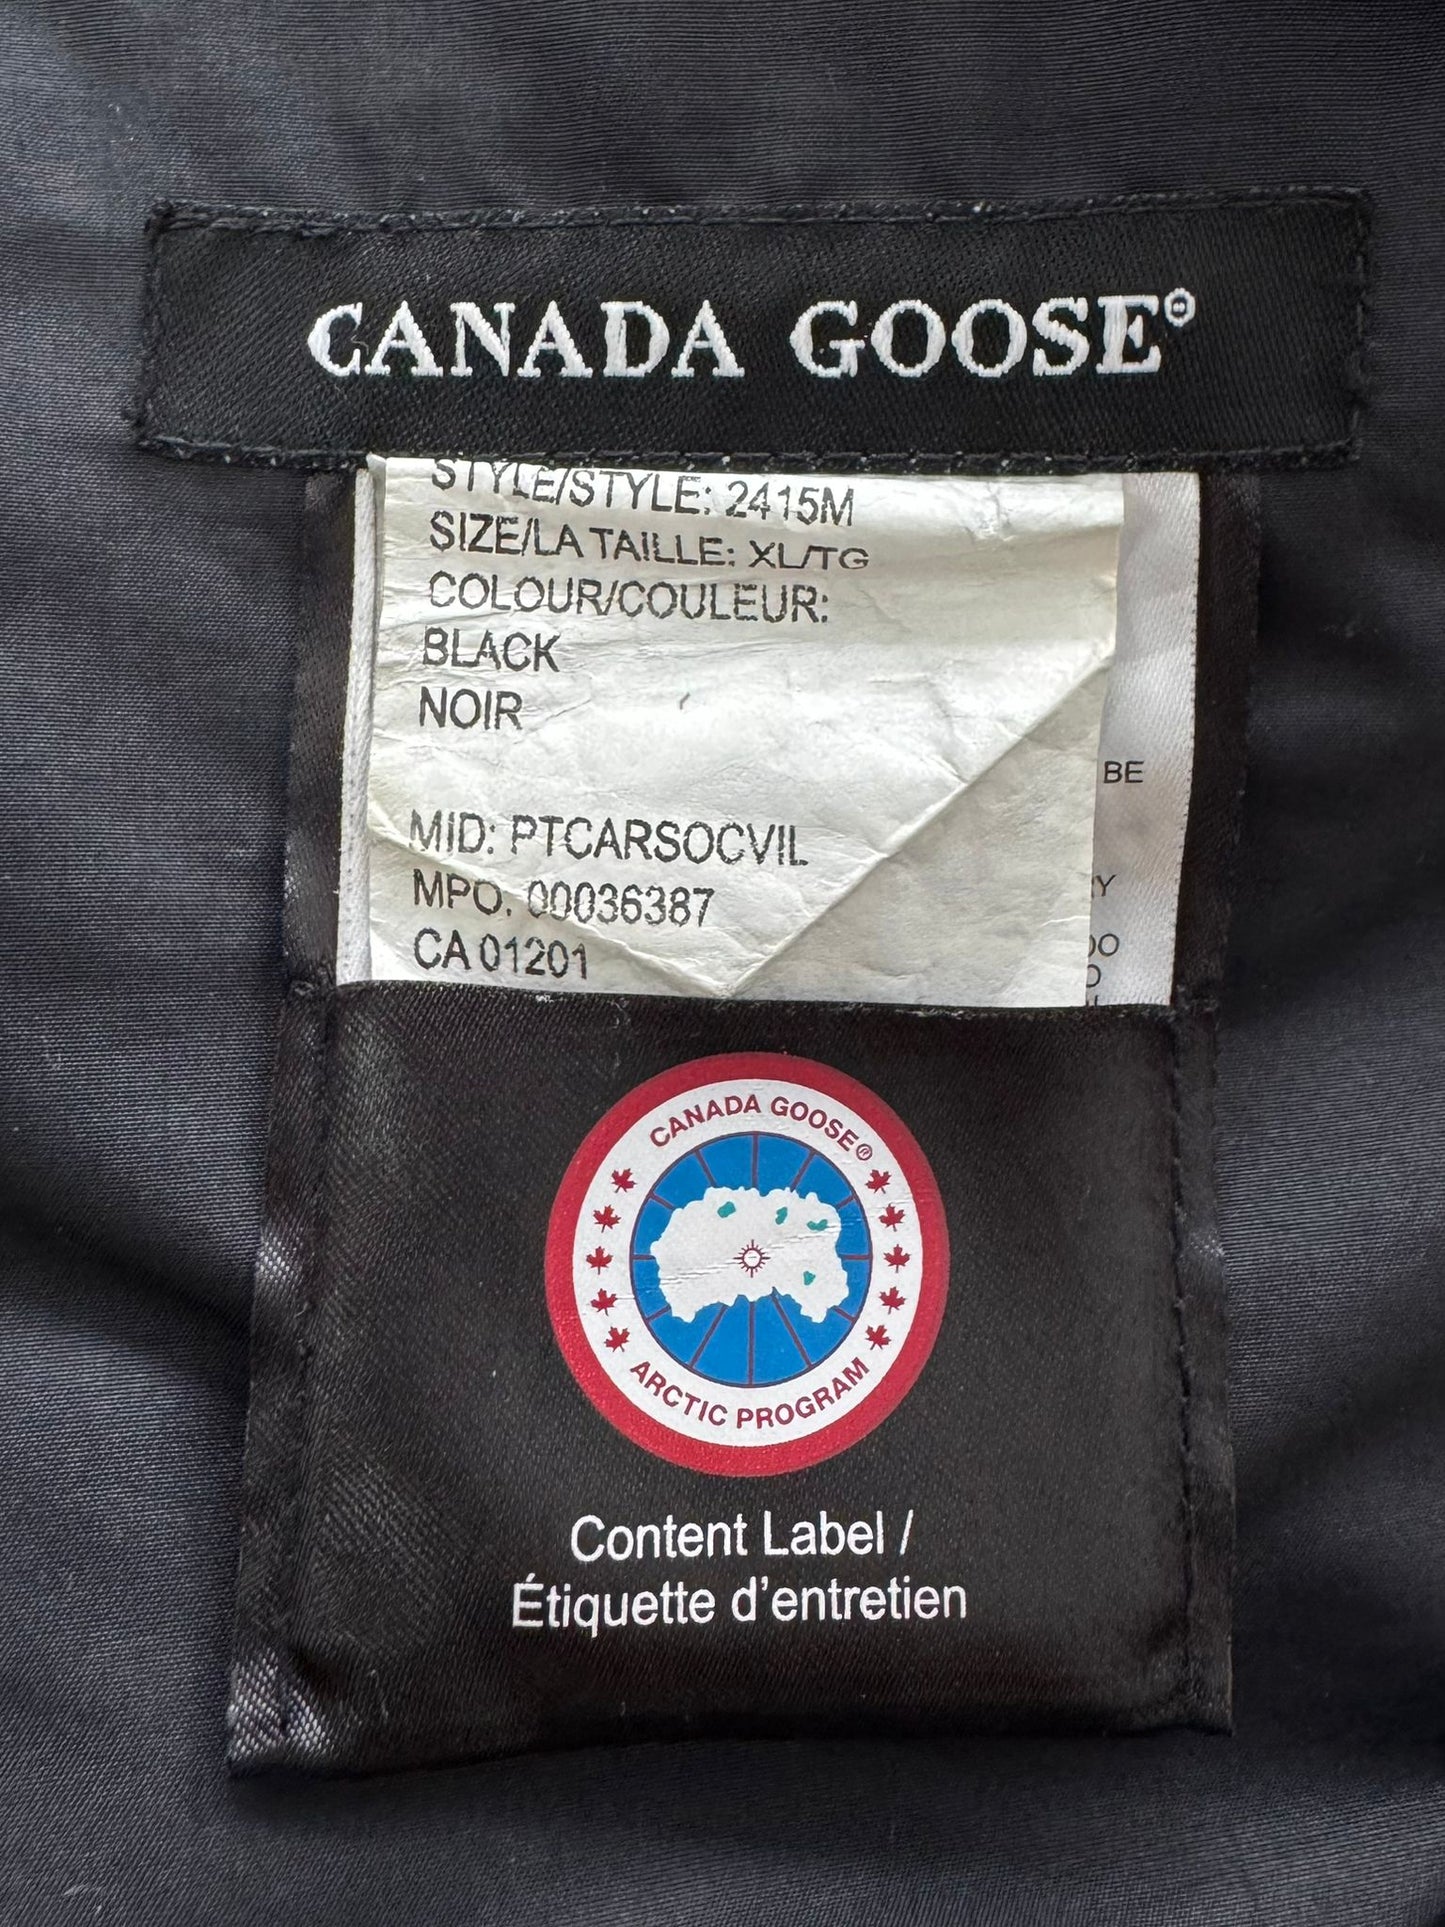 CANADA GOOSE®
STYLE/STYLE: 2415M
SIZE/LA TAILLE: XL/TG
COLOUR/COULEUR:
BLACK
NOIR
BE
MID: PTCARSOCVIL
MPO. 00036387
CA 01201
CANADA GOOSE®
ARCTIC PROGRAM
Content Label /
Étiquette d'entretien